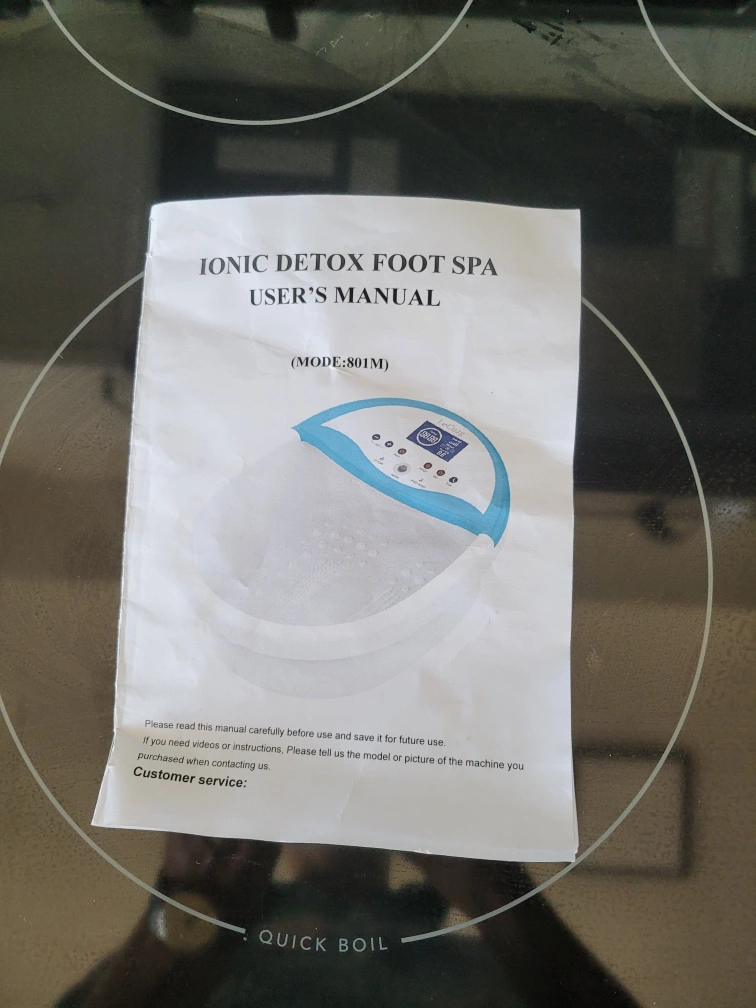 IONIC DETOX FOOT SPA
USER'S MANUAL
(MODE:801M)
Please read this manual carefully before use and save it for future use.
If you need videos or instructions, Please tell us the model or picture of the machine you
purchased when contacting us.
Customer service:
QUICK BOIL